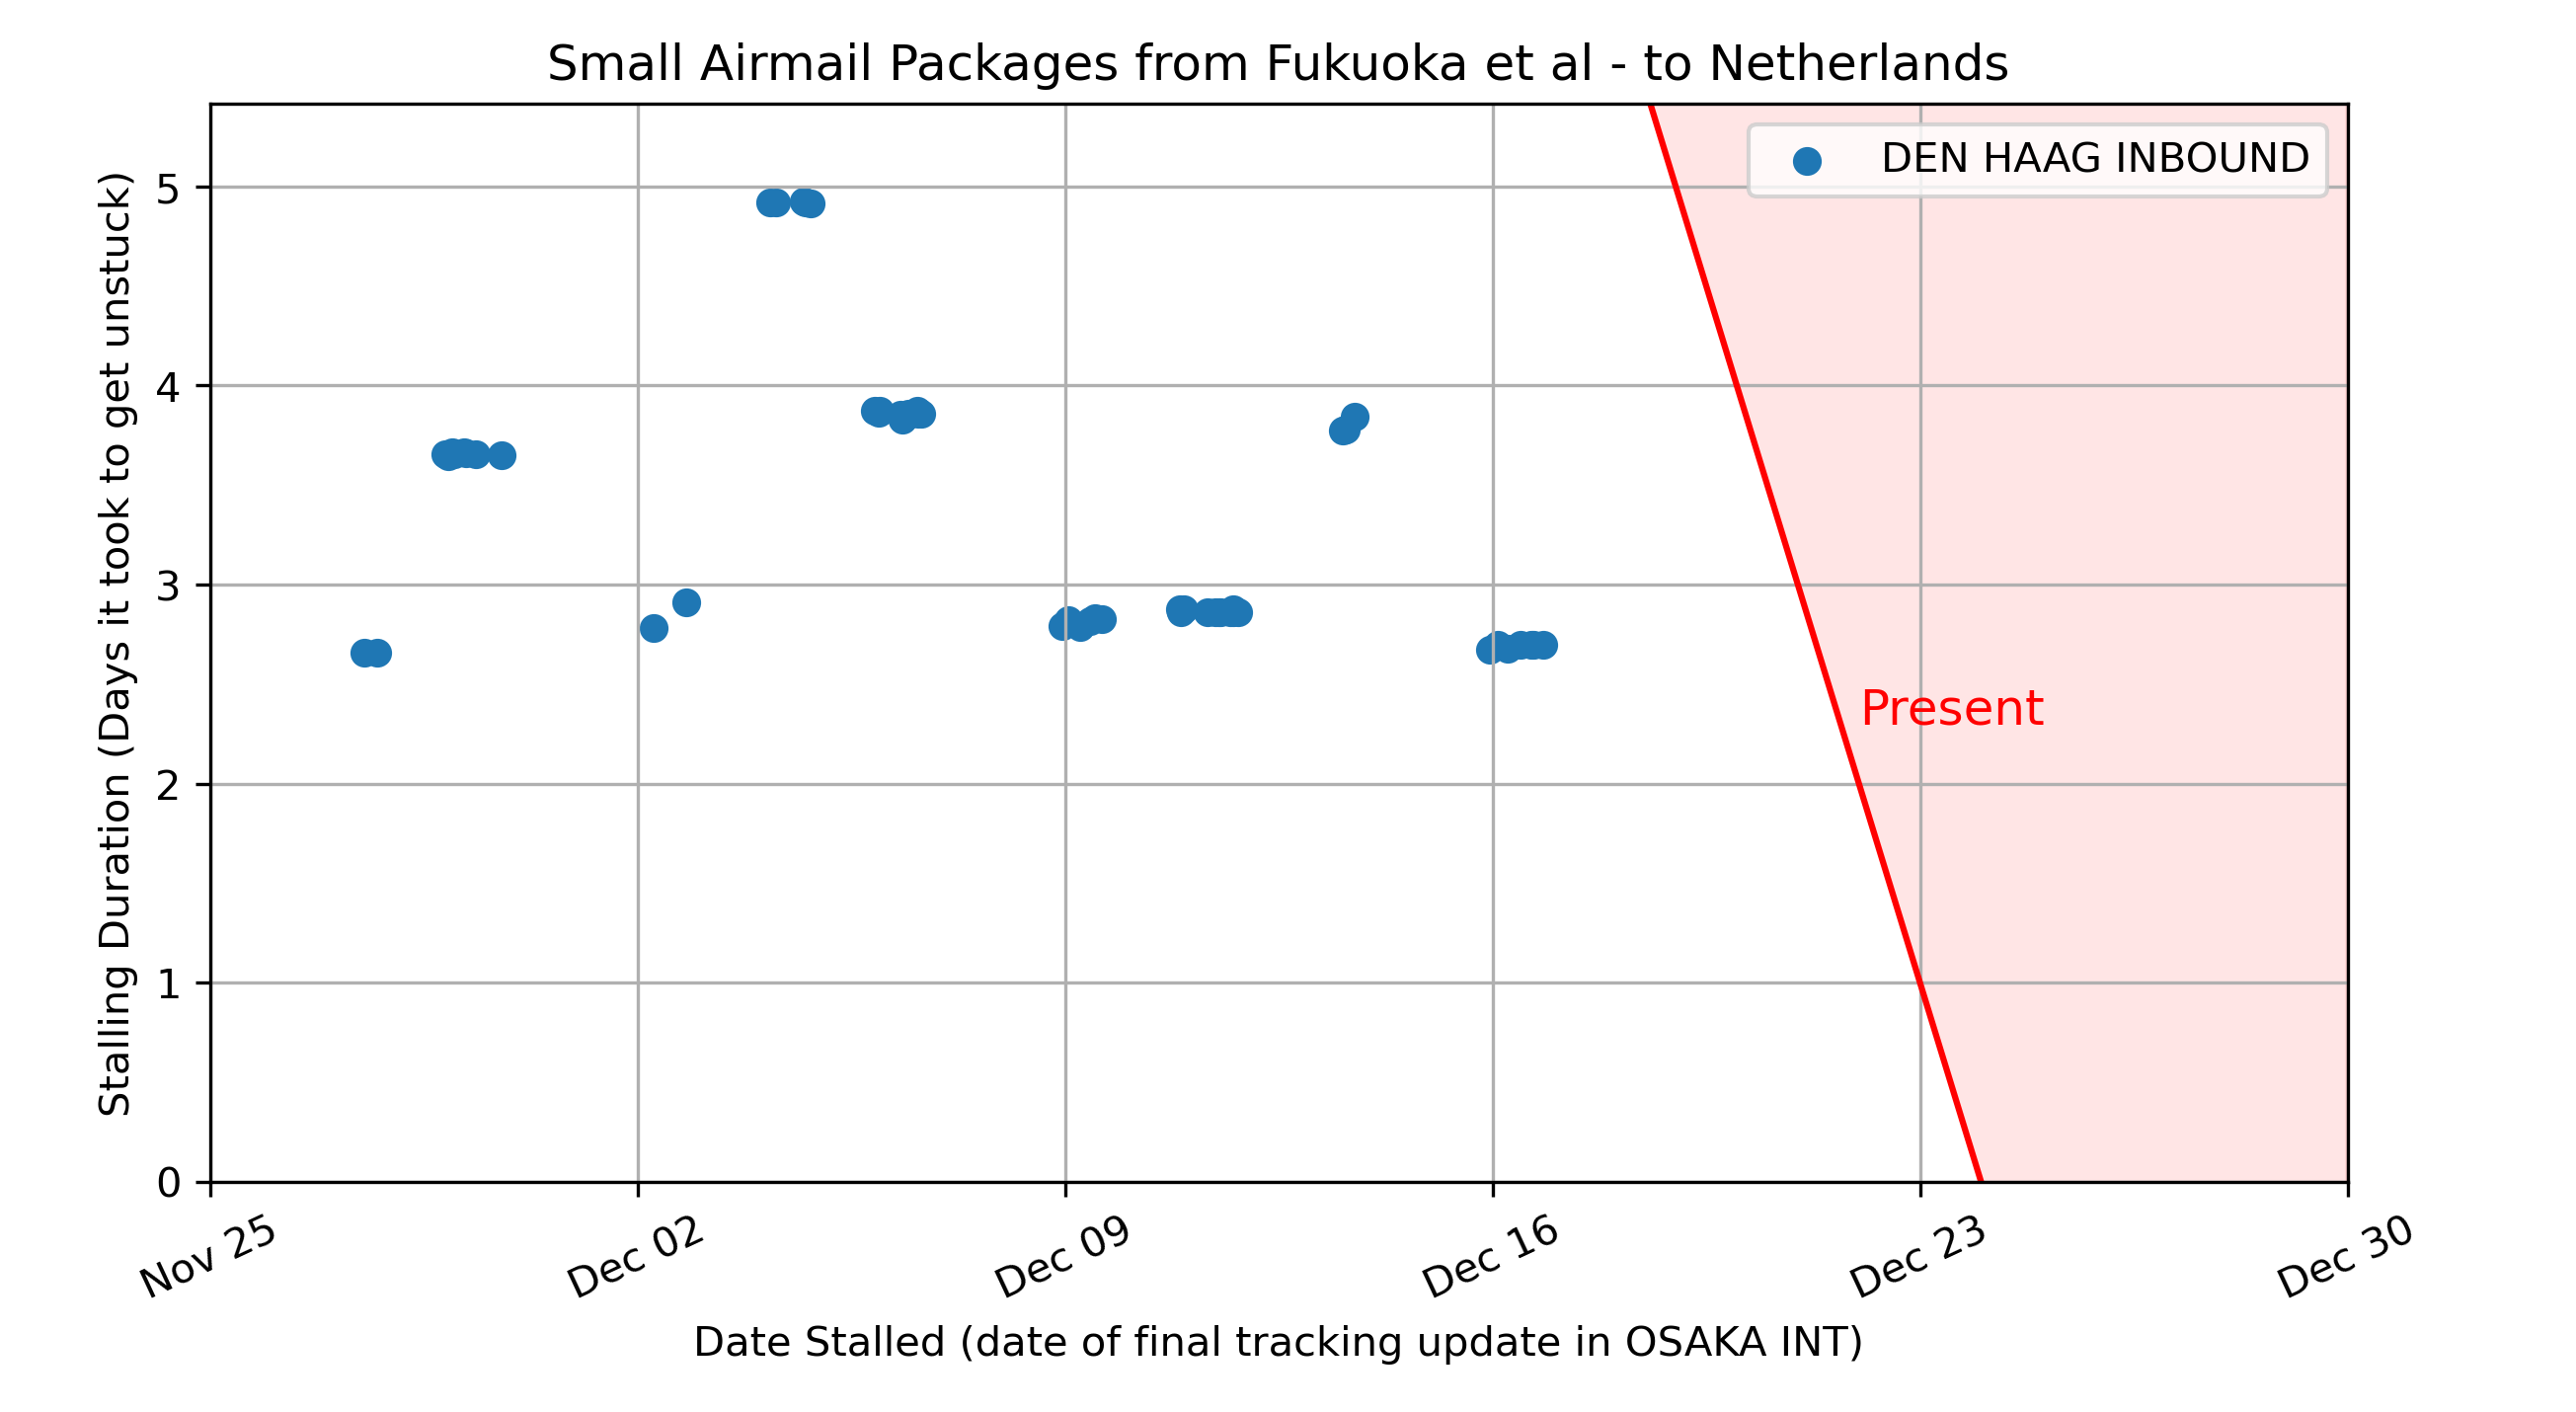 Small Airmail Packages from Fukuoka et al - to Netherlands
DEN HAAG INBOUND
Stalling Duration (Days it took to get unstuck)
5
4
3
2
1
0
Present
Nov 25
Dec 02
Dec 09
Dec 16
Dec 23
Dec 30
Date Stalled (date of final tracking update in OSAKA INT)